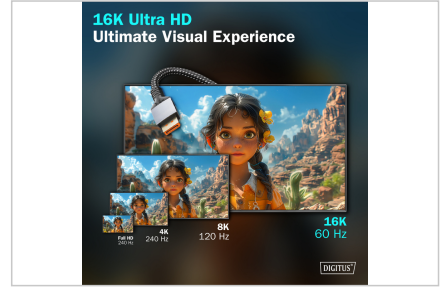 16K Ultra HD
Ultimate Visual Experience
Full HD
240 Hz
4K
240 Hz
8K
120 Hz
16K
60 Hz
DIGITUS®